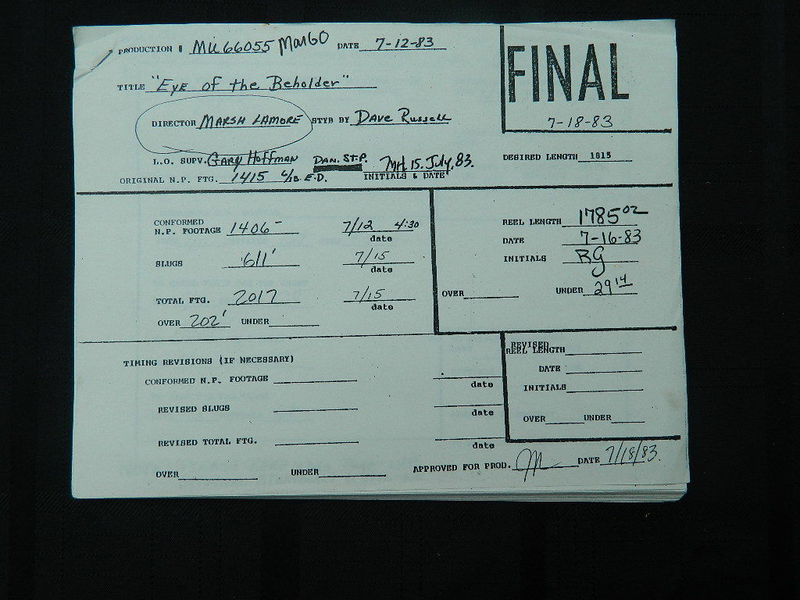 PRODUCTION # MU66055 MaRGO DATE 7-12-83
FINAL
7-18-83
TITLE "Eye of the Beholder"
DIRECTOR MARSH LAMORE STYB BY Dave Russell
L.O. SUPV. Gary Hoffman DAN. ST.P. 15. July, 83. DESIRED LENGTH 1815
ORIGINAL N.P. FTG. 1415 E.D. INITIALS & DATE
CONFORMED
N.P. FOOTAGE 1406- 7/12 4:30
date
SLUGS 611' 7/15
date
TOTAL FTG. 2017 7/15
date
OVER 202' UNDER
REEL LENGTH 1785 02
DATE 7-16-83
INITIALS RG
OVER UNDER 29 14
TIMING REVISIONS (IF NECESSARY)
CONFORMED N.P. FOOTAGE
date
REVISED SLUGS
date
REVISED TOTAL FTG.
date
OVER UNDER
REVISED
REEL LENGTH
DATE
INITIALS
OVER UNDER
APPROVED FOR PROD. DATE 7/18/83.